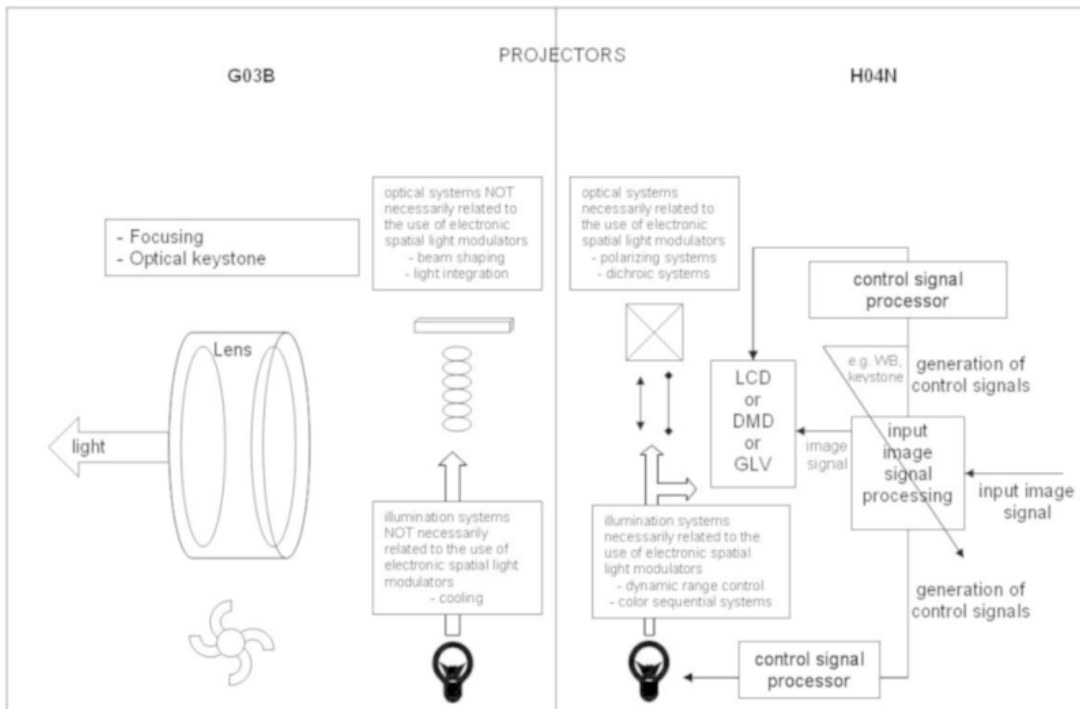 PROJECTORS
G03B
H04N
- Focusing
- Optical keystone
optical systems NOT
necessarily related to
the use of electronic
spatial light modulators
- beam shaping
- light integration
optical systems
necessarily related to
the use of electronic
spatial light modulators
- polarizing systems
- dichroic systems
control signal
processor
Lens
e.g. WB,
keystone
generation of
control signals
LCD
or
DMD
or
GLV
light
image
signal
input
image
signal
processing
input image
signal
illumination systems
NOT necessarily
related to the use of
electronic spatial light
modulators
- cooling
illumination systems
necessarily related to the
use of electronic spatial
light modulators
- dynamic range control
- color sequential systems
generation of
control signals
control signal
processor